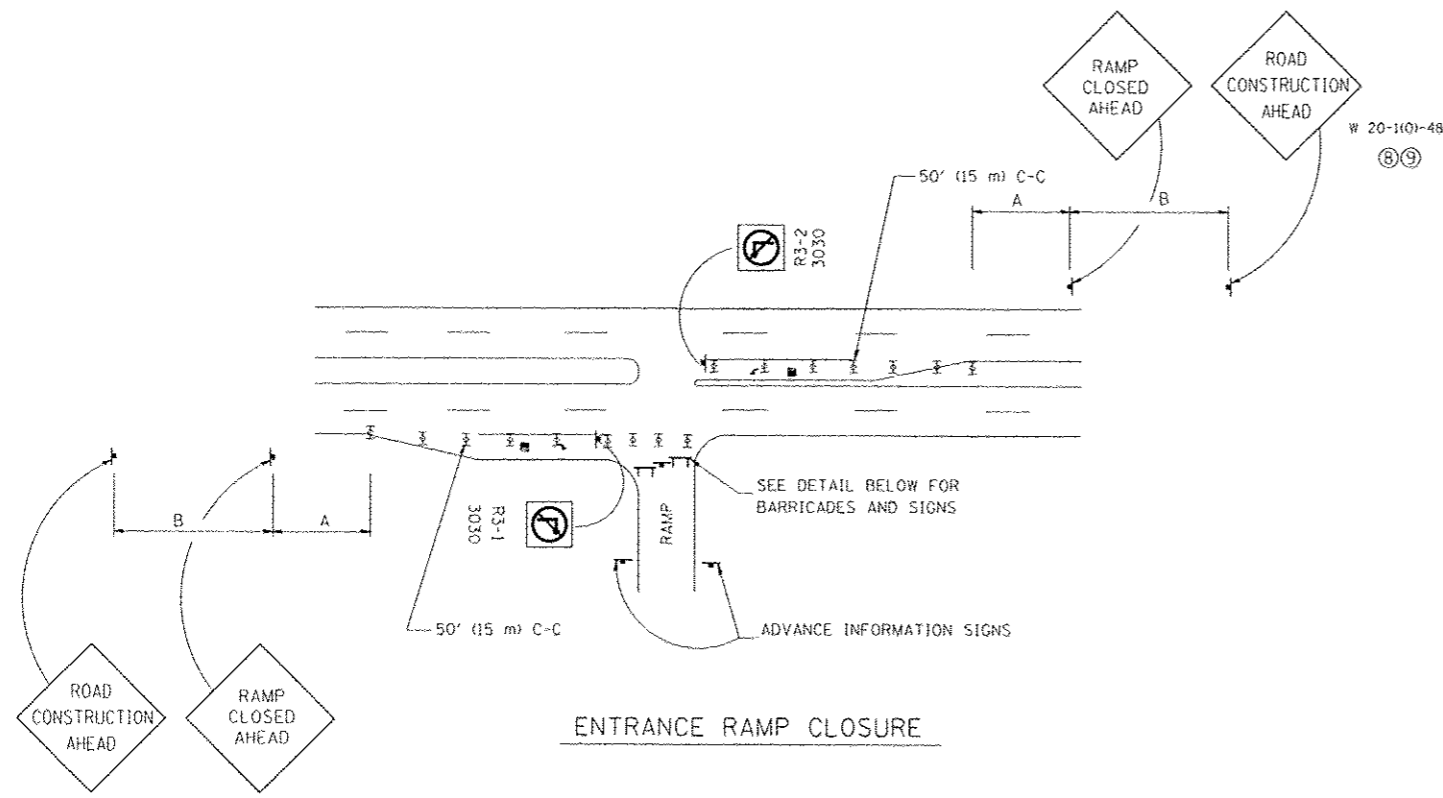 RAMP
CLOSED
AHEAD
ROAD
CONSTRUCTION
AHEAD
W 20-1(O)-48
⑧⑨
50' (15 m) C-C
A
B
R3-2
3030
SEE DETAIL BELOW FOR
BARRICADES AND SIGNS
RAMP
R3-1
3030
B
A
50' (15 m) C-C
ADVANCE INFORMATION SIGNS
ROAD
CONSTRUCTION
AHEAD
RAMP
CLOSED
AHEAD
ENTRANCE RAMP CLOSURE